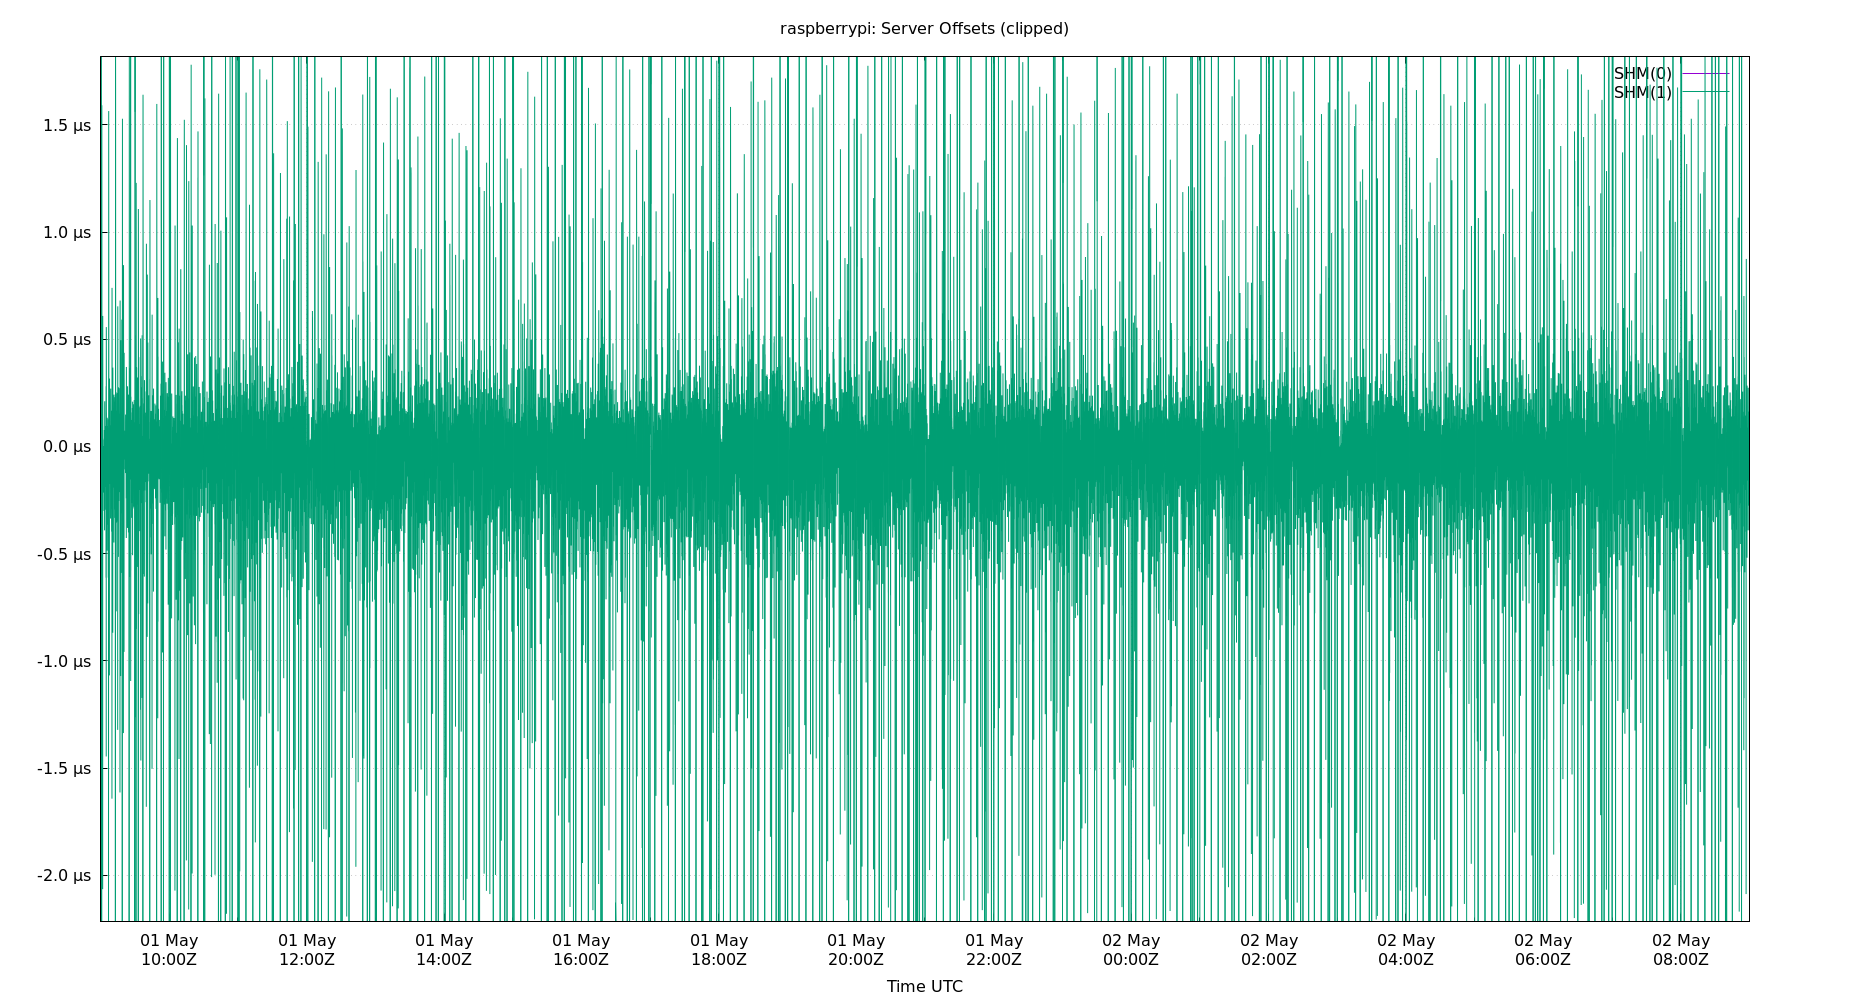 raspberrypi: Server Offsets (clipped)
SHM(0)
SHM(1)
1.5 µs
1.0 µs
0.5 µs
0.0 µs
-0.5 µs
-1.0 µs
-1.5 µs
-2.0 µs
01 May 01 May 01 May 01 May 01 May 01 May 01 May 02 May 02 May 02 May 02 May 02 May
10:00Z 12:00Z 14:00Z 16:00Z 18:00Z 20:00Z 22:00Z 00:00Z 02:00Z 04:00Z 06:00Z 08:00Z
Time UTC